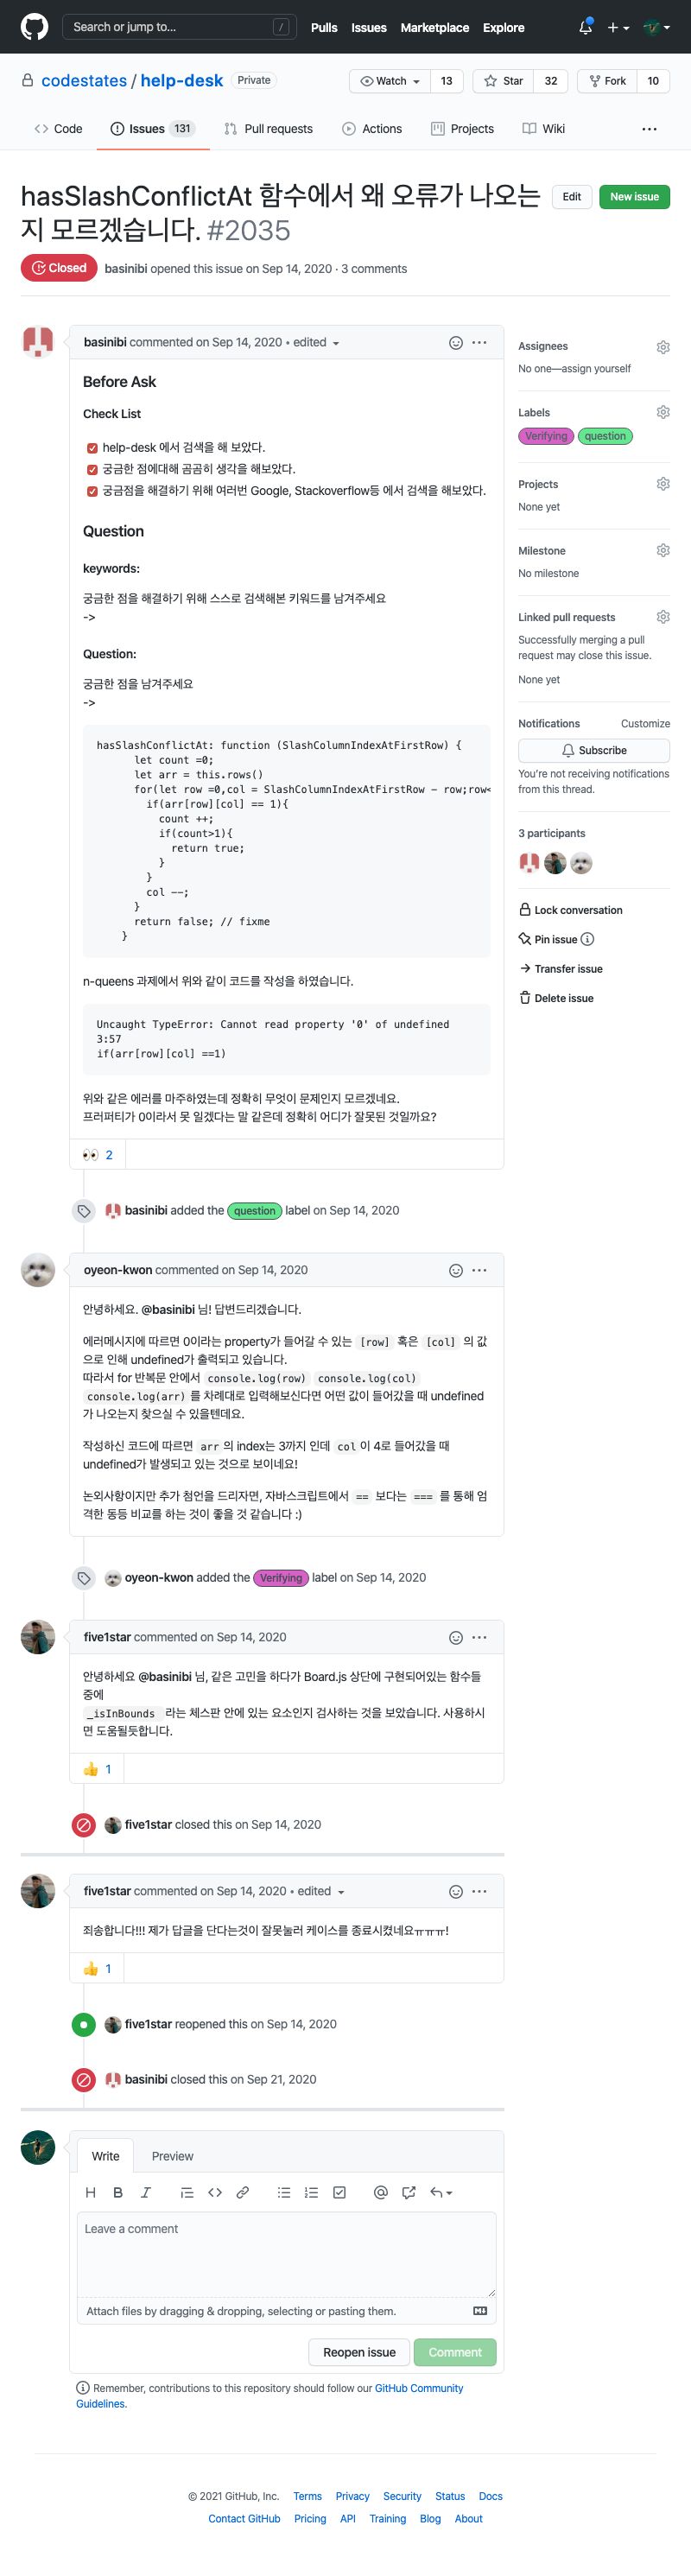 Search or jump to... /
Pulls Issues Marketplace Explore
codestates / help-desk Private
Watch 13 Star 32 Fork 10
Code Issues 131 Pull requests Actions Projects Wiki ...
hasSlashConflictAt 함수에서 왜 오류가 나오는
지 모르겠습니다. #2035
Edit New issue
Closed basinibi opened this issue on Sep 14, 2020 · 3 comments
basinibi commented on Sep 14, 2020 • edited
Before Ask
Check List
help-desk 에서 검색을 해 보았다.
궁금한 점에대해 곰곰히 생각을 해보았다.
궁금점을 해결하기 위해 여러번 Google, Stackoverflow등 에서 검색을 해보았다.
Question
keywords:
궁금한 점을 해결하기 위해 스스로 검색해본 키워드를 남겨주세요
->
Question:
궁금한 점을 남겨주세요
->
hasSlashConflictAt: function (SlashColumnIndexAtFirstRow) {
let count =0;
let arr = this.rows()
for(let row =0,col = SlashColumnIndexAtFirstRow - row;row<
if(arr[row][col] == 1){
count ++;
if(count>1){
return true;
}
}
col --;
}
return false; // fixme
}
n-queens 과제에서 위와 같이 코드를 작성을 하였습니다.
Uncaught TypeError: Cannot read property '0' of undefined
3:57
if(arr[row][col] ==1)
위와 같은 에러를 마주하였는데 정확히 무엇이 문제인지 모르겠네요.
프러퍼티가 0이라서 못 일겠다는 말 같은데 정확히 어디가 잘못된 것일까요?
👀 2
basinibi added the question label on Sep 14, 2020
oyeon-kwon commented on Sep 14, 2020
안녕하세요. @basinibi 님! 답변드리겠습니다.
에러메시지에 따르면 0이라는 property가 들어갈 수 있는 [row] 혹은 [col] 의 값
으로 인해 undefined가 출력되고 있습니다.
따라서 for 반복문 안에서 console.log(row) console.log(col)
console.log(arr) 를 차례대로 입력해보신다면 어떤 값이 들어갔을 때 undefined
가 나오는지 찾으실 수 있을텐데요.
작성하신 코드에 따르면 arr 의 index는 3까지 인데 col 이 4로 들어갔을 때
undefined가 발생되고 있는 것으로 보이네요!
논외사항이지만 추가 첨언을 드리자면, 자바스크립트에서 == 보다는 === 를 통해 엄
격한 동등 비교를 하는 것이 좋을 것 같습니다 :)
oyeon-kwon added the Verifying label on Sep 14, 2020
five1star commented on Sep 14, 2020
안녕하세요 @basinibi 님, 같은 고민을 하다가 Board.js 상단에 구현되어있는 함수들
중에
_isInBounds 라는 체스판 안에 있는 요소인지 검사하는 것을 보았습니다. 사용하시
면 도움될듯합니다.
👍 1
five1star closed this on Sep 14, 2020
five1star commented on Sep 14, 2020 • edited
죄송합니다!!! 제가 답글을 단다는것이 잘못눌러 케이스를 종료시켰네요ㅠㅠㅠ!
👍 1
five1star reopened this on Sep 14, 2020
basinibi closed this on Sep 21, 2020
Write Preview
Leave a comment
Attach files by dragging & dropping, selecting or pasting them.
Reopen issue Comment
Remember, contributions to this repository should follow our GitHub Community
Guidelines.
Assignees
No one—assign yourself
Labels
Verifying question
Projects
None yet
Milestone
No milestone
Linked pull requests
Successfully merging a pull
request may close this issue.
None yet
Notifications Customize
Subscribe
You're not receiving notifications
from this thread.
3 participants
Lock conversation
Pin issue
Transfer issue
Delete issue
© 2021 GitHub, Inc. Terms Privacy Security Status Docs
Contact GitHub Pricing API Training Blog About